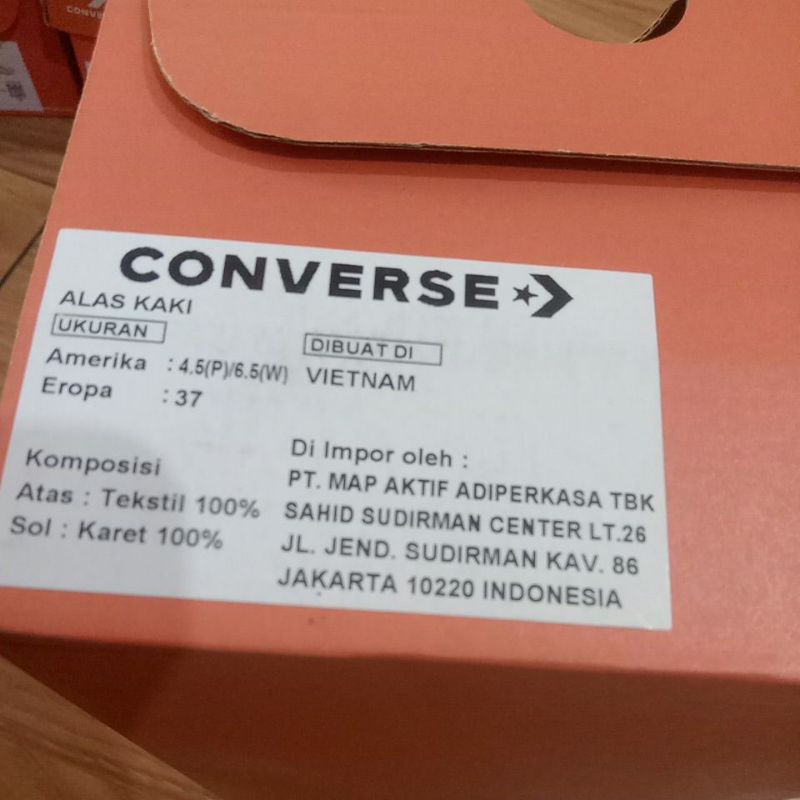 CONVERSE
CONVERSE
ALAS KAKI
UKURAN
Amerika : 4.5(P)/6.5(W)
Eropa : 37
DIBUAT DI
VIETNAM
Komposisi
Atas : Tekstil 100%
Sol : Karet 100%
Di Impor oleh :
PT. MAP AKTIF ADIPERKASA TBK
SAHID SUDIRMAN CENTER LT.26
JL. JEND. SUDIRMAN KAV. 86
JAKARTA 10220 INDONESIA